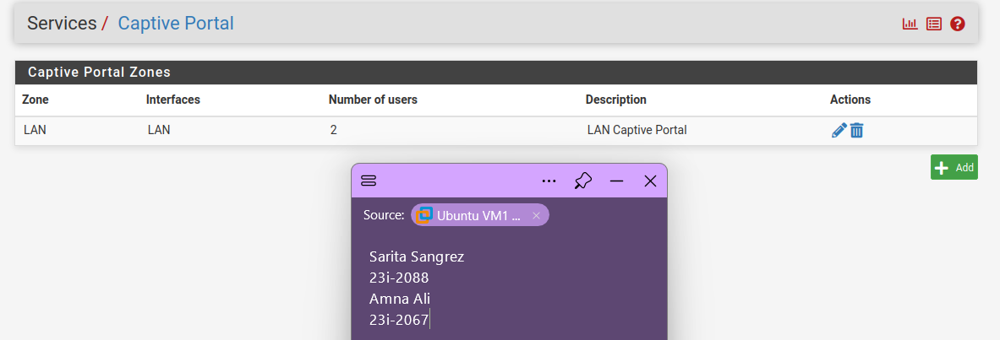 Services / Captive Portal
Captive Portal Zones
Zone Interfaces Number of users Description Actions
LAN LAN 2 LAN Captive Portal
Add
Source: Ubuntu VM1 ...
Sarita Sangrez
23i-2088
Amna Ali
23i-2067